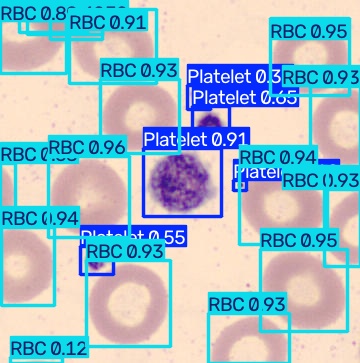 RBC 0.91
RBC 0.95
RBC 0.93
RBC 0.93
Platelet 0.65
Platelet 0.91
RBC 0.96
RBC 0.94
RBC 0.93
RBC 0.94
Platelet 0.55
RBC 0.93
RBC 0.95
RBC 0.93
RBC 0.12